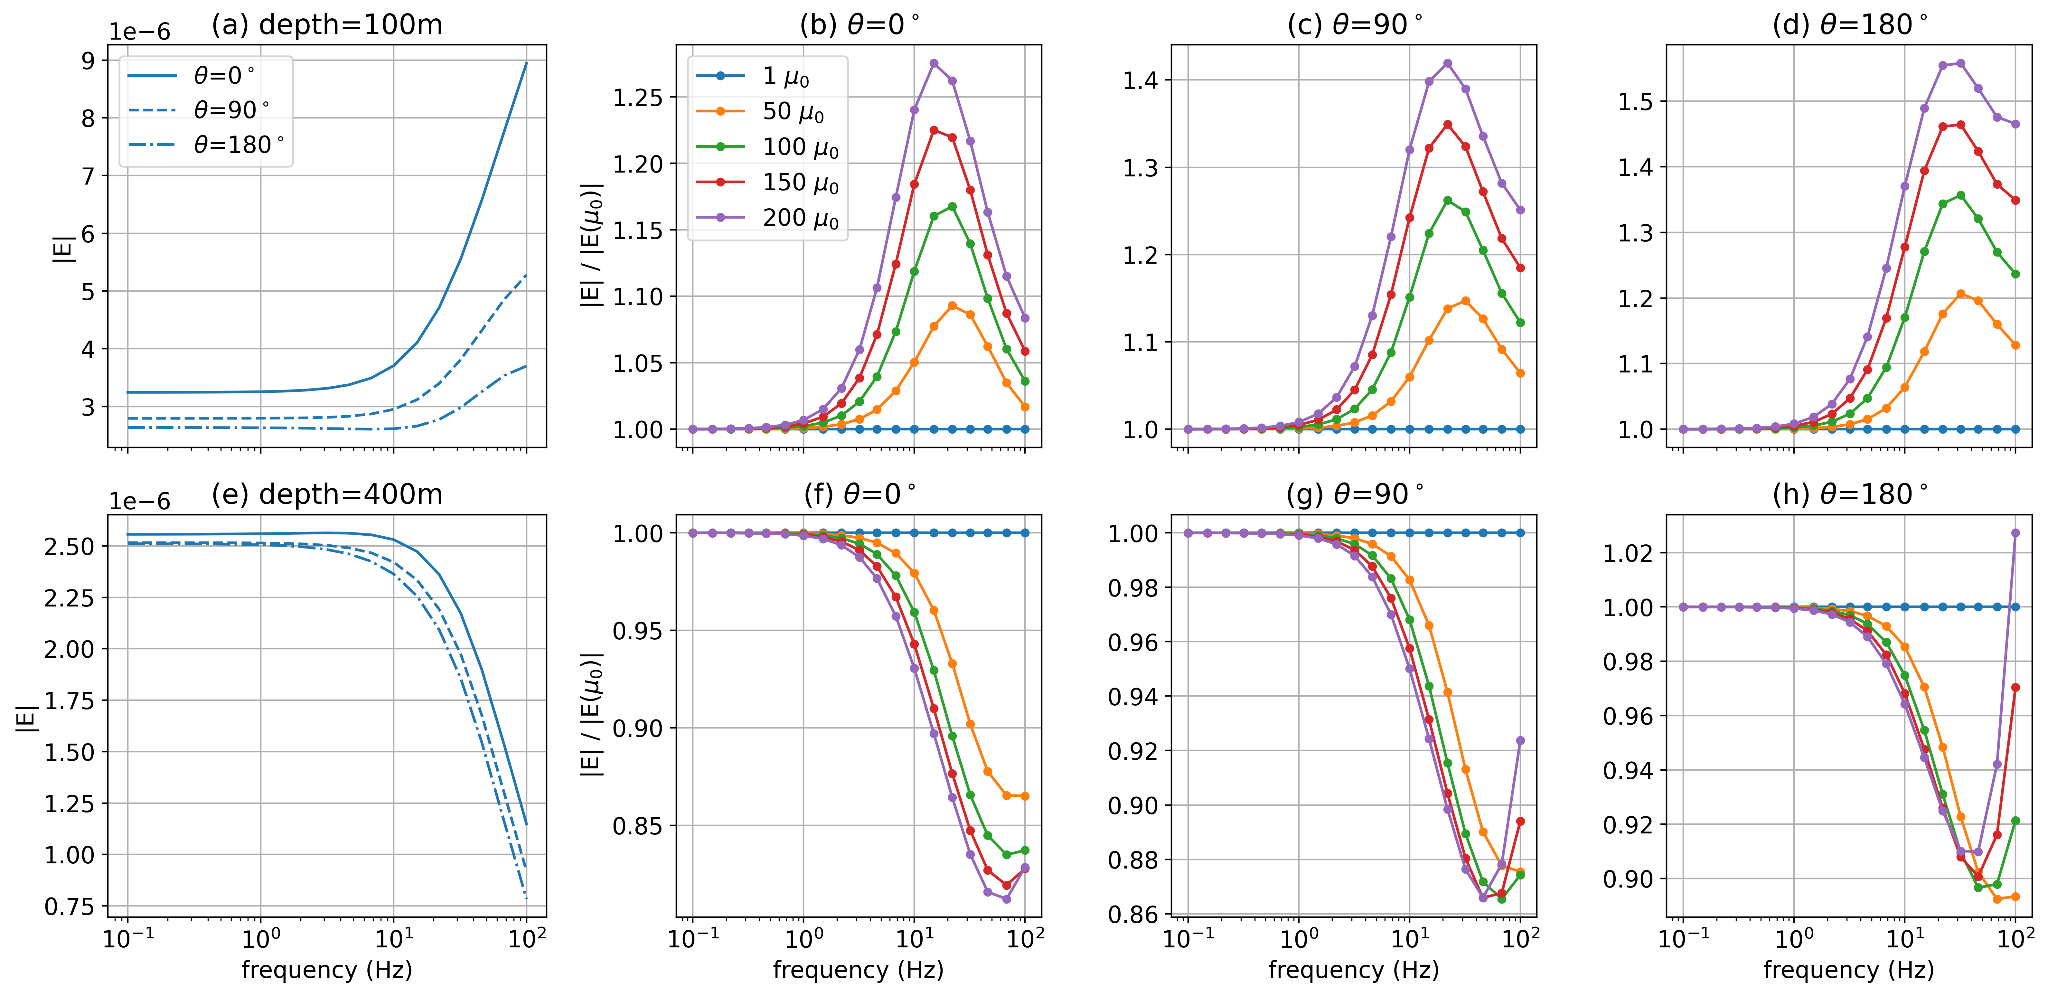 (a) depth=100m
1e−6
|E|
9
8
7
6
5
4
3
θ=0°
θ=90°
θ=180°
(b) θ=0°
|E| / |E(μ₀)|
1.25
1.20
1.15
1.10
1.05
1.00
1 μ₀
50 μ₀
100 μ₀
150 μ₀
200 μ₀
(c) θ=90°
1.4
1.3
1.2
1.1
1.0
(d) θ=180°
1.5
1.4
1.3
1.2
1.1
1.0
(e) depth=400m
1e−6
|E|
2.50
2.25
2.00
1.75
1.50
1.25
1.00
0.75
10⁻¹ 10⁰ 10¹ 10²
frequency (Hz)
(f) θ=0°
|E| / |E(μ₀)|
1.00
0.95
0.90
0.85
10⁻¹ 10⁰ 10¹ 10²
frequency (Hz)
(g) θ=90°
1.00
0.98
0.96
0.94
0.92
0.90
0.88
0.86
10⁻¹ 10⁰ 10¹ 10²
frequency (Hz)
(h) θ=180°
1.02
1.00
0.98
0.96
0.94
0.92
0.90
10⁻¹ 10⁰ 10¹ 10²
frequency (Hz)